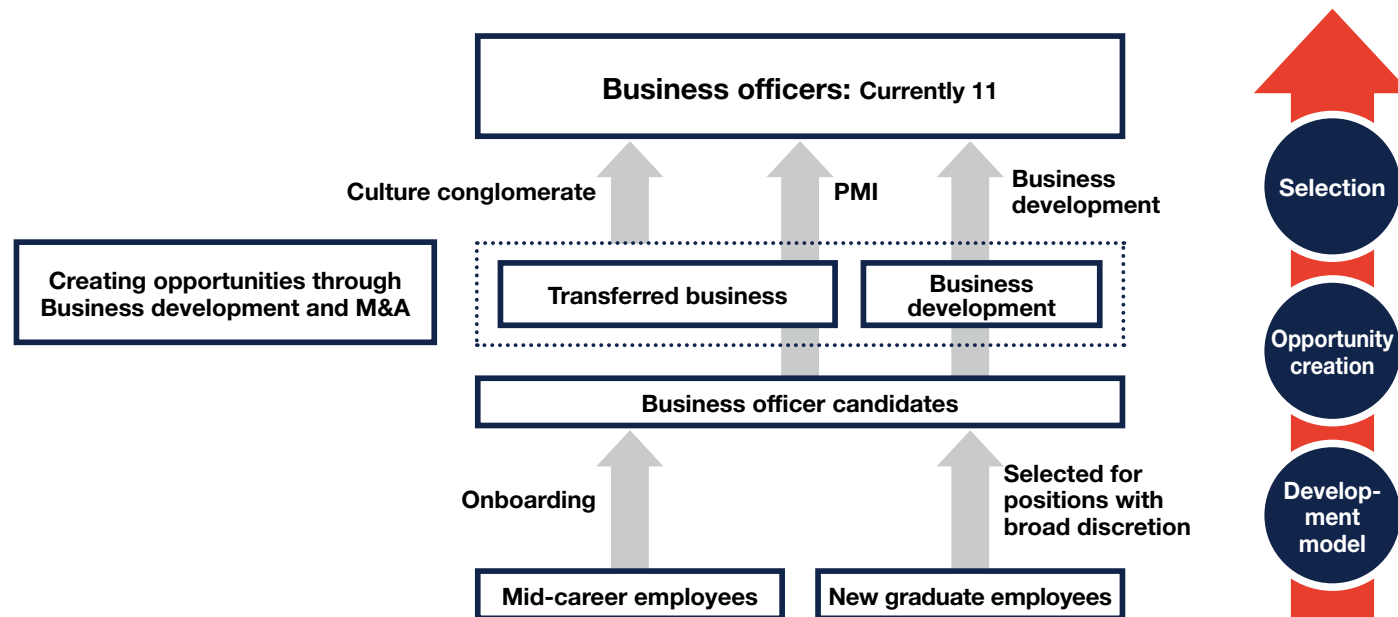 Business officers: Currently 11
Culture conglomerate
PMI
Business
development
Selection
Creating opportunities through
Business development and M&A
Transferred business
Business
development
Opportunity
creation
Business officer candidates
Onboarding
Selected for
positions with
broad discretion
Develop-
ment
model
Mid-career employees
New graduate employees